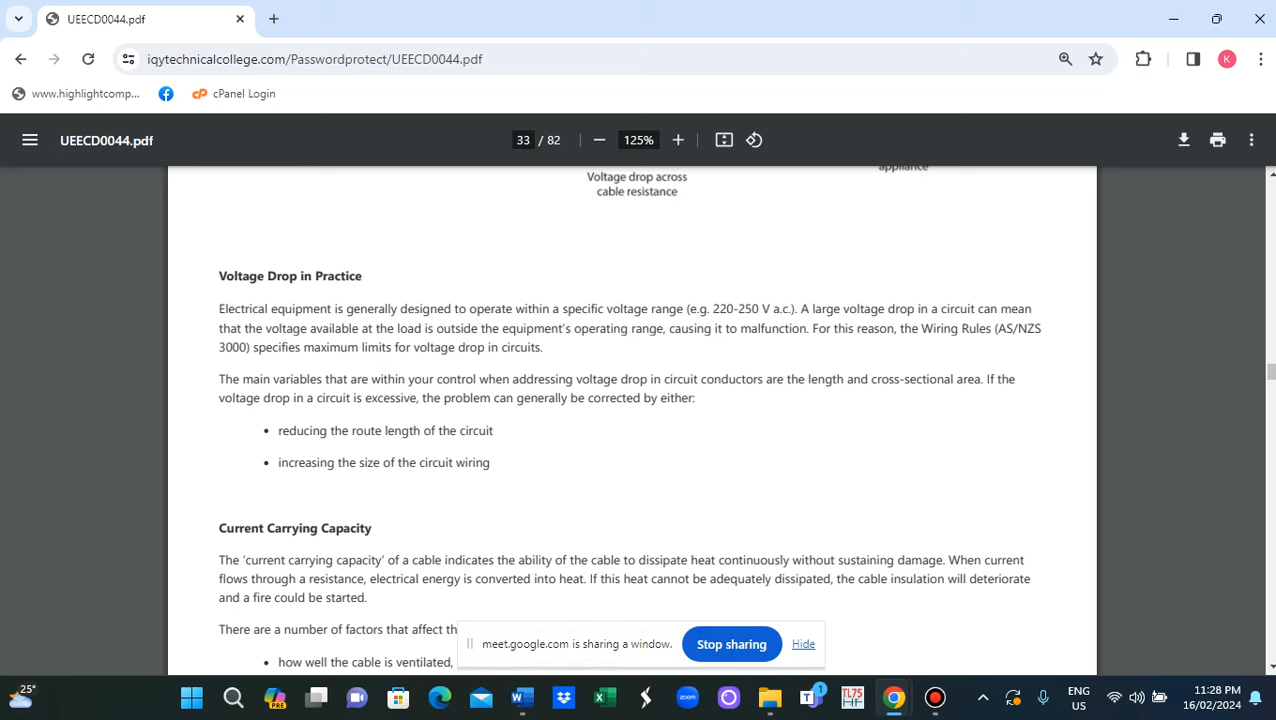 UEECD0044.pdf
iqytechnicalcollege.com/Passwordprotect/UEECD0044.pdf
K
www.highlightcomp...
cPanel Login
UEECD0044.pdf
33 / 82
125%
appliance
Voltage drop across
cable resistance
Voltage Drop in Practice
Electrical equipment is generally designed to operate within a specific voltage range (e.g. 220-250 V a.c.). A large voltage drop in a circuit can mean
that the voltage available at the load is outside the equipment's operating range, causing it to malfunction. For this reason, the Wiring Rules (AS/NZS
3000) specifies maximum limits for voltage drop in circuits.
The main variables that are within your control when addressing voltage drop in circuit conductors are the length and cross-sectional area. If the
voltage drop in a circuit is excessive, the problem can generally be corrected by either:
• reducing the route length of the circuit
• increasing the size of the circuit wiring
Current Carrying Capacity
The 'current carrying capacity' of a cable indicates the ability of the cable to dissipate heat continuously without sustaining damage. When current
flows through a resistance, electrical energy is converted into heat. If this heat cannot be adequately dissipated, the cable insulation will deteriorate
and a fire could be started.
There are a number of factors that affect th
• how well the cable is ventilated,
meet.google.com is sharing a window.
Stop sharing
Hide
25°
PRE
zoom
1
TL75
ENG
US
11:28 PM
16/02/2024